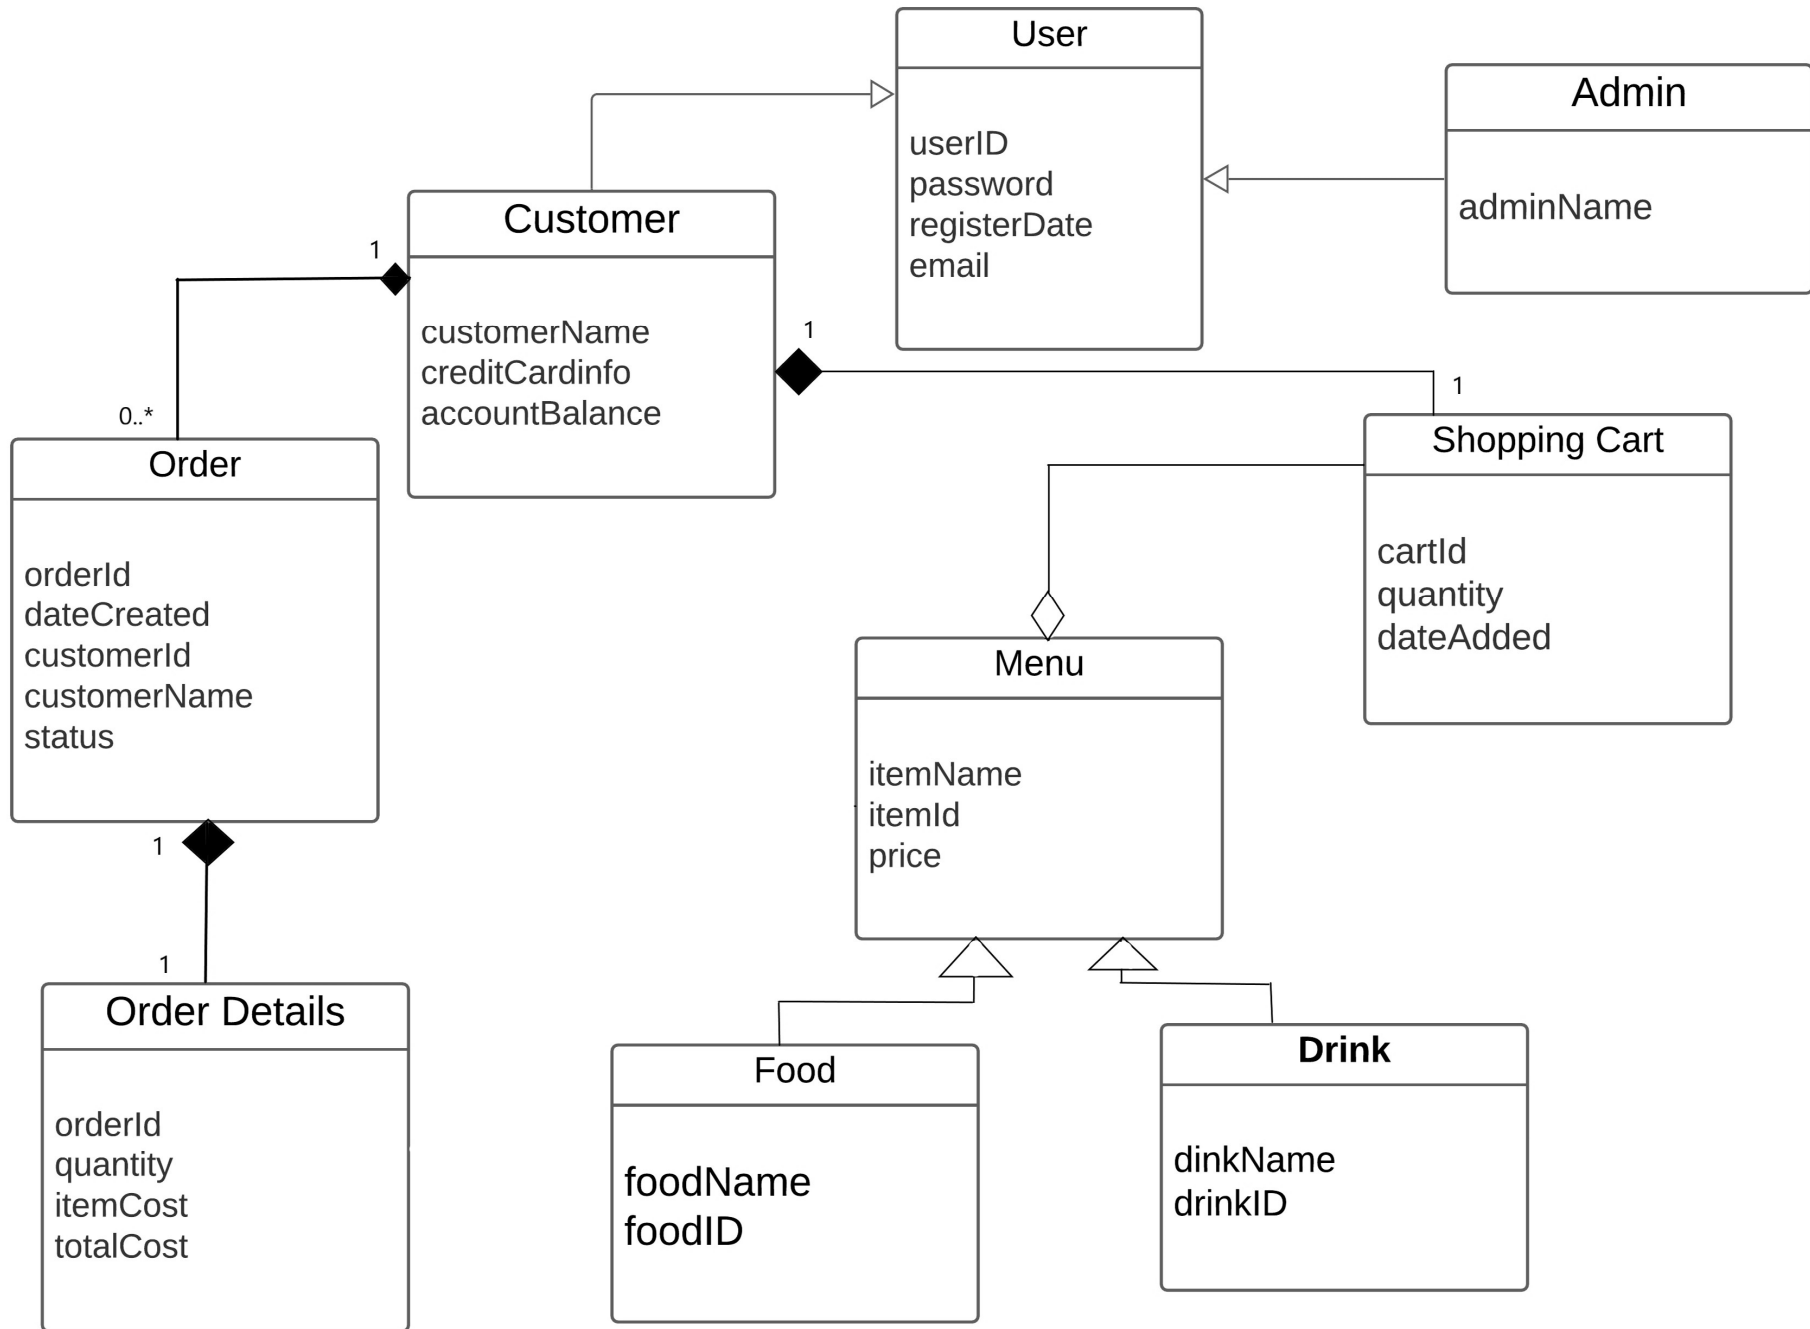 User
userID
password
registerDate
email
Admin
adminName
Customer
customerName
creditCardinfo
accountBalance
1
0..*
1
1
Order
orderId
dateCreated
customerId
customerName
status
Shopping Cart
cartId
quantity
dateAdded
Menu
itemName
itemId
price
1
1
Order Details
orderId
quantity
itemCost
totalCost
Food
foodName
foodID
Drink
dinkName
drinkID